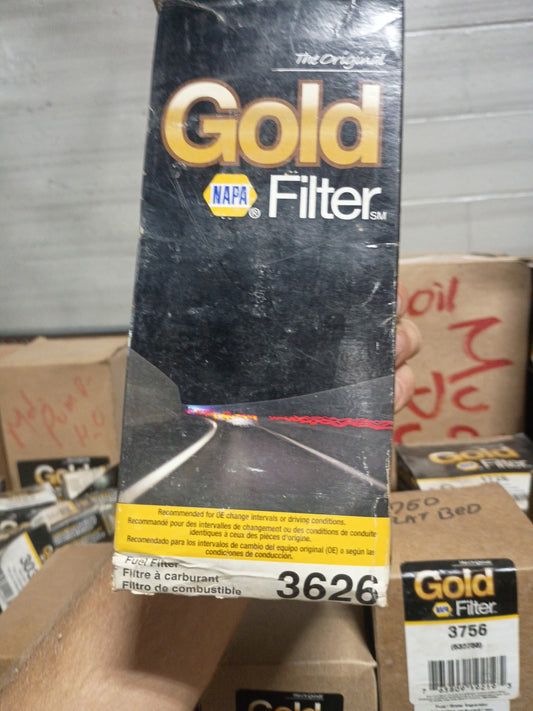 The Original
Gold
NAPA® FilterSM
Recommended for OE change intervals or driving conditions.
Recommandé pour des intervalles de changement ou des conditions de conduite
identiques à ceux des pièces d'origine.
Recomendado para los intervalos de cambio del equipo original (OE) o según las
condiciones de conducción.
Fuel Filter
Filtre à carburant
Filtro de combustible
3626
oil
Gold
FLAT BED
Gold
NAPA Filter
3756
Gold